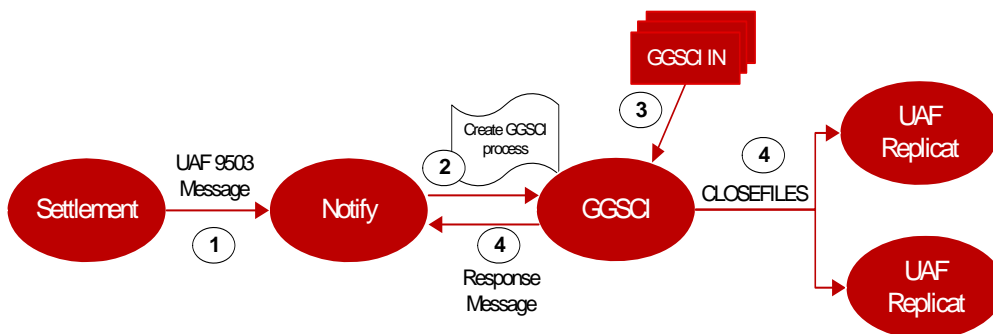 GGSCI IN
3
Create GGSCI
process
2
4
UAF
Replicat
UAF 9503
Message
1
Settlement
Notify
GGSCI
CLOSEFILES
4
Response
Message
UAF
Replicat